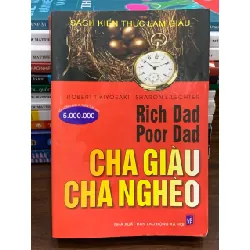 SÁCH KIẾN THỨC LÀM GIÀU
ROBERT T. KIYOSAKI - SHARON L. LECHTER
6.000.000
Rich Dad
Poor Dad
CHA GIÀU
CHA NGHÈO